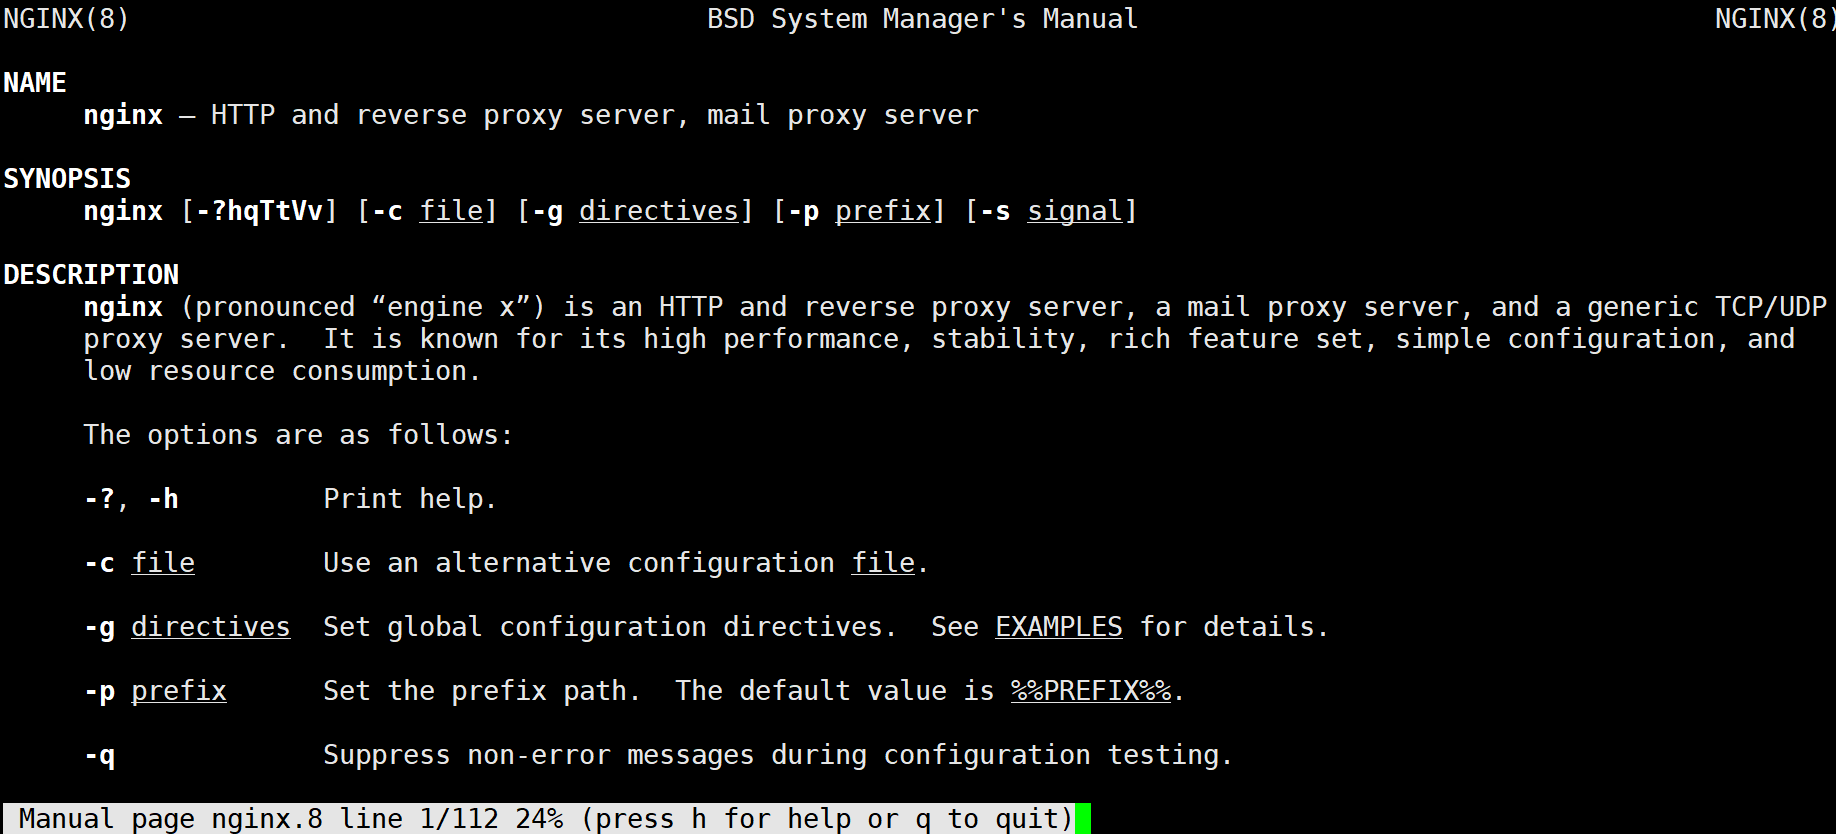 NGINX(8) BSD System Manager's Manual NGINX(8)
NAME
nginx — HTTP and reverse proxy server, mail proxy server
SYNOPSIS
nginx [-?hqTtVv] [-c file] [-g directives] [-p prefix] [-s signal]
DESCRIPTION
nginx (pronounced “engine x”) is an HTTP and reverse proxy server, a mail proxy server, and a generic TCP/UDP
proxy server.  It is known for its high performance, stability, rich feature set, simple configuration, and
low resource consumption.
The options are as follows:
-?, -h Print help.
-c file Use an alternative configuration file.
-g directives Set global configuration directives.  See EXAMPLES for details.
-p prefix Set the prefix path.  The default value is %%PREFIX%%.
-q Suppress non-error messages during configuration testing.
Manual page nginx.8 line 1/112 24% (press h for help or q to quit)